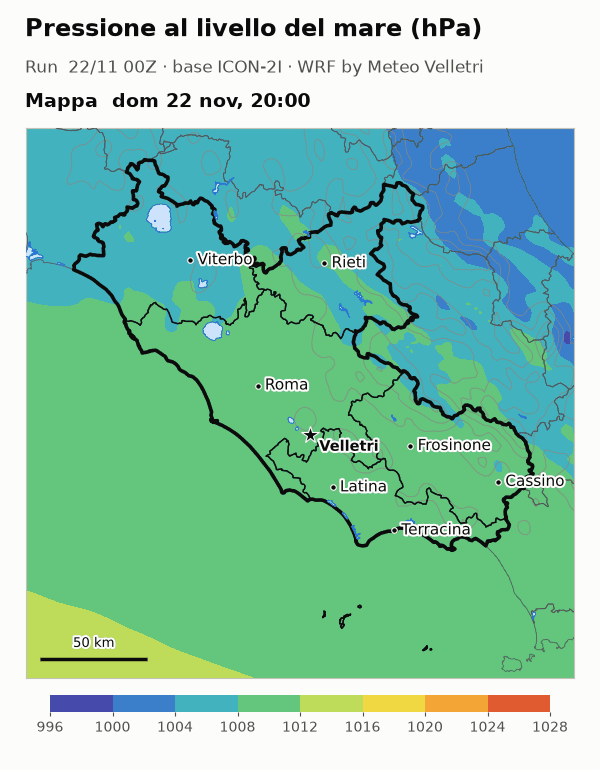 Pressione al livello del mare (hPa)
Run  22/11 00Z · base ICON-2I · WRF by Meteo Velletri
Mappa  dom 22 nov, 20:00
Viterbo
Rieti
Roma
Velletri
Frosinone
Cassino
Latina
Terracina
50 km
996 1000 1004 1008 1012 1016 1020 1024 1028